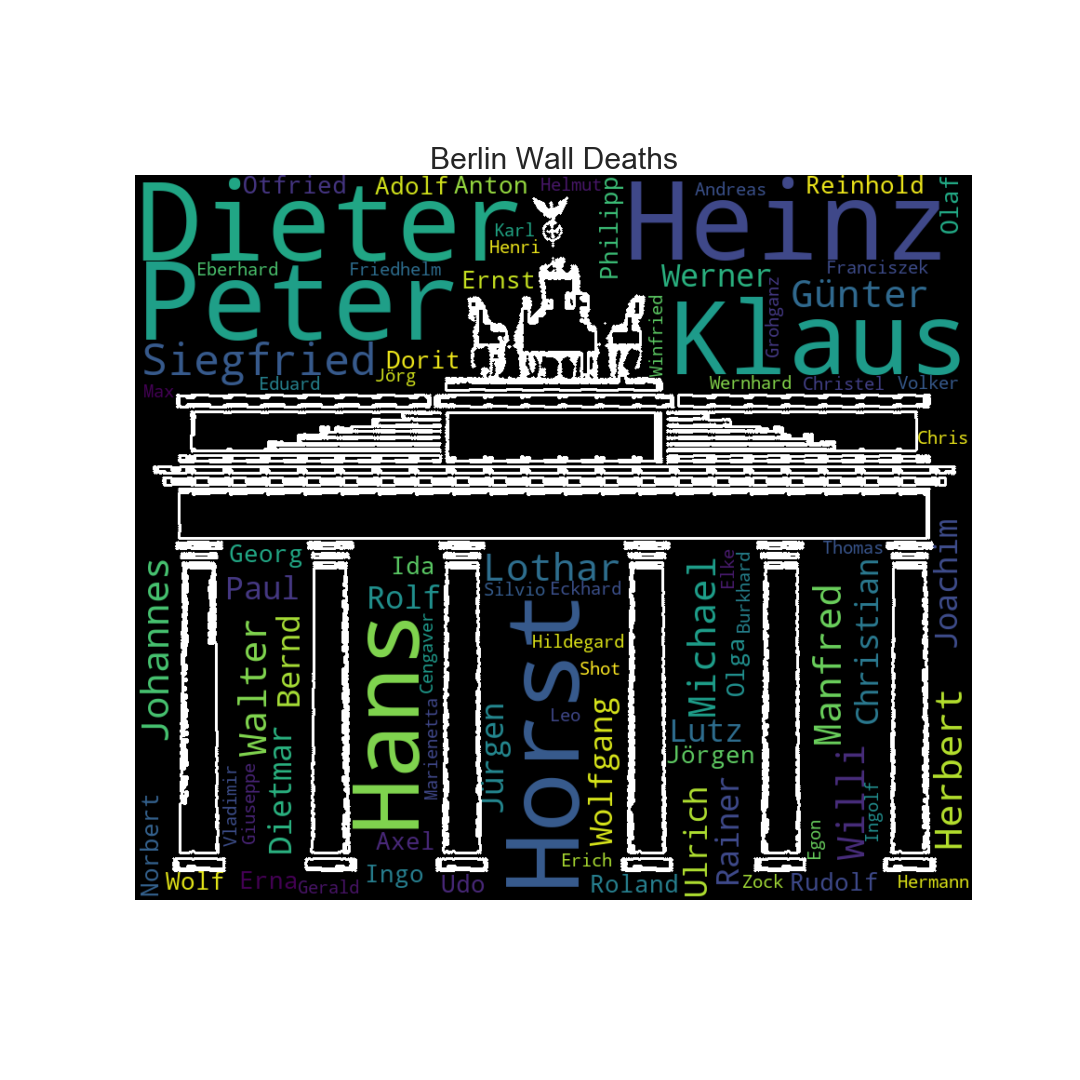 Berlin Wall Deaths
Otfried
Adolf
Anton
Helmut
Andreas
Reinhold
Dieter
Heinz
Philipp
Olaf
Karl
Henri
Eberhard
Friedhelm
Ernst
Werner
Franciszek
Peter
Günter
Grohganz
Winfried
Klaus
Siegfried
Dorit
Jörg
Max
Eduard
Wernhard
Christel
Volker
Chris
Georg
Ida
Lothar
Thomas
Joachim
Johannes
Paul
Rolf
Silvio
Eckhard
Michael
Elke
Burkhard
Christian
Manfred
Walter
Bernd
Hans
Cengaver
Horst
Hildegard
Shot
Olga
Leo
Marienetta
Jürgen
Wolfgang
Lutz
Jörgen
Herbert
Dietmar
Vladimir
Giuseppe
Willi
Ingolf
Norbert
Axel
Ulrich
Rainer
Egon
Erich
Wolf
Erna
Gerald
Ingo
Udo
Roland
Zock
Rudolf
Hermann